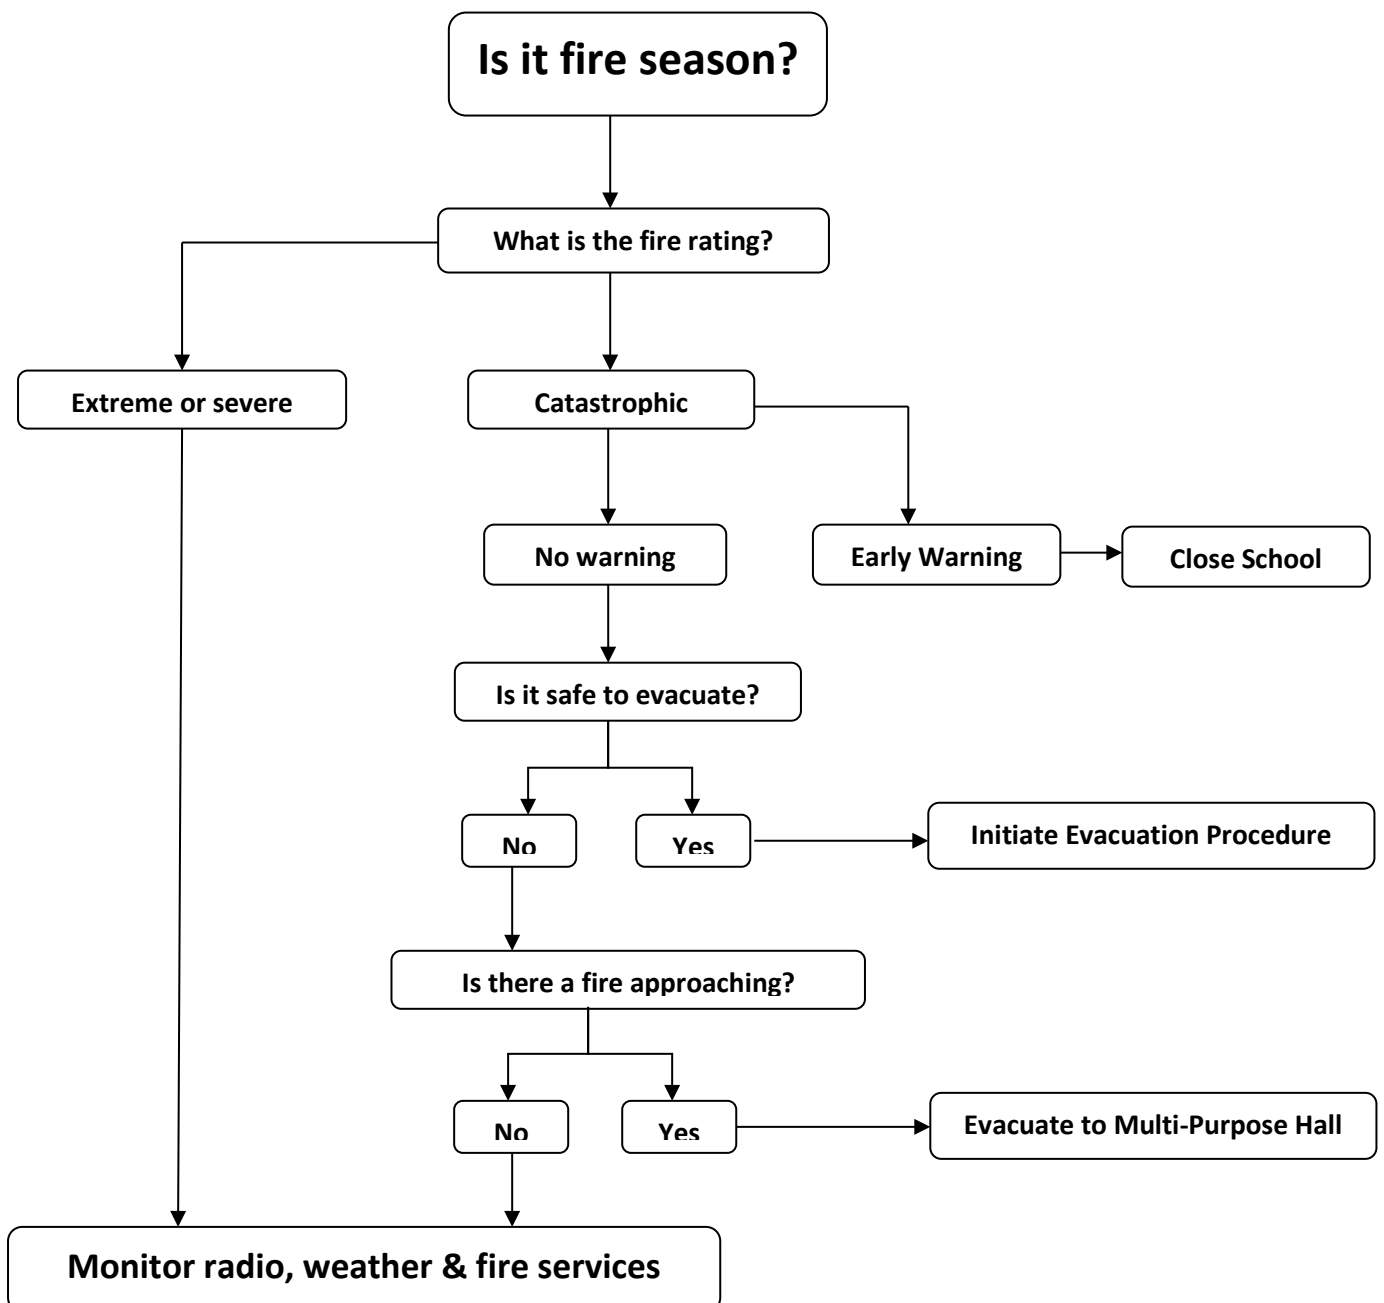 Is it fire season?
What is the fire rating?
Extreme or severe
Catastrophic
No warning
Early Warning
Close School
Is it safe to evacuate?
No
Yes
Initiate Evacuation Procedure
Is there a fire approaching?
No
Yes
Evacuate to Multi-Purpose Hall
Monitor radio, weather & fire services